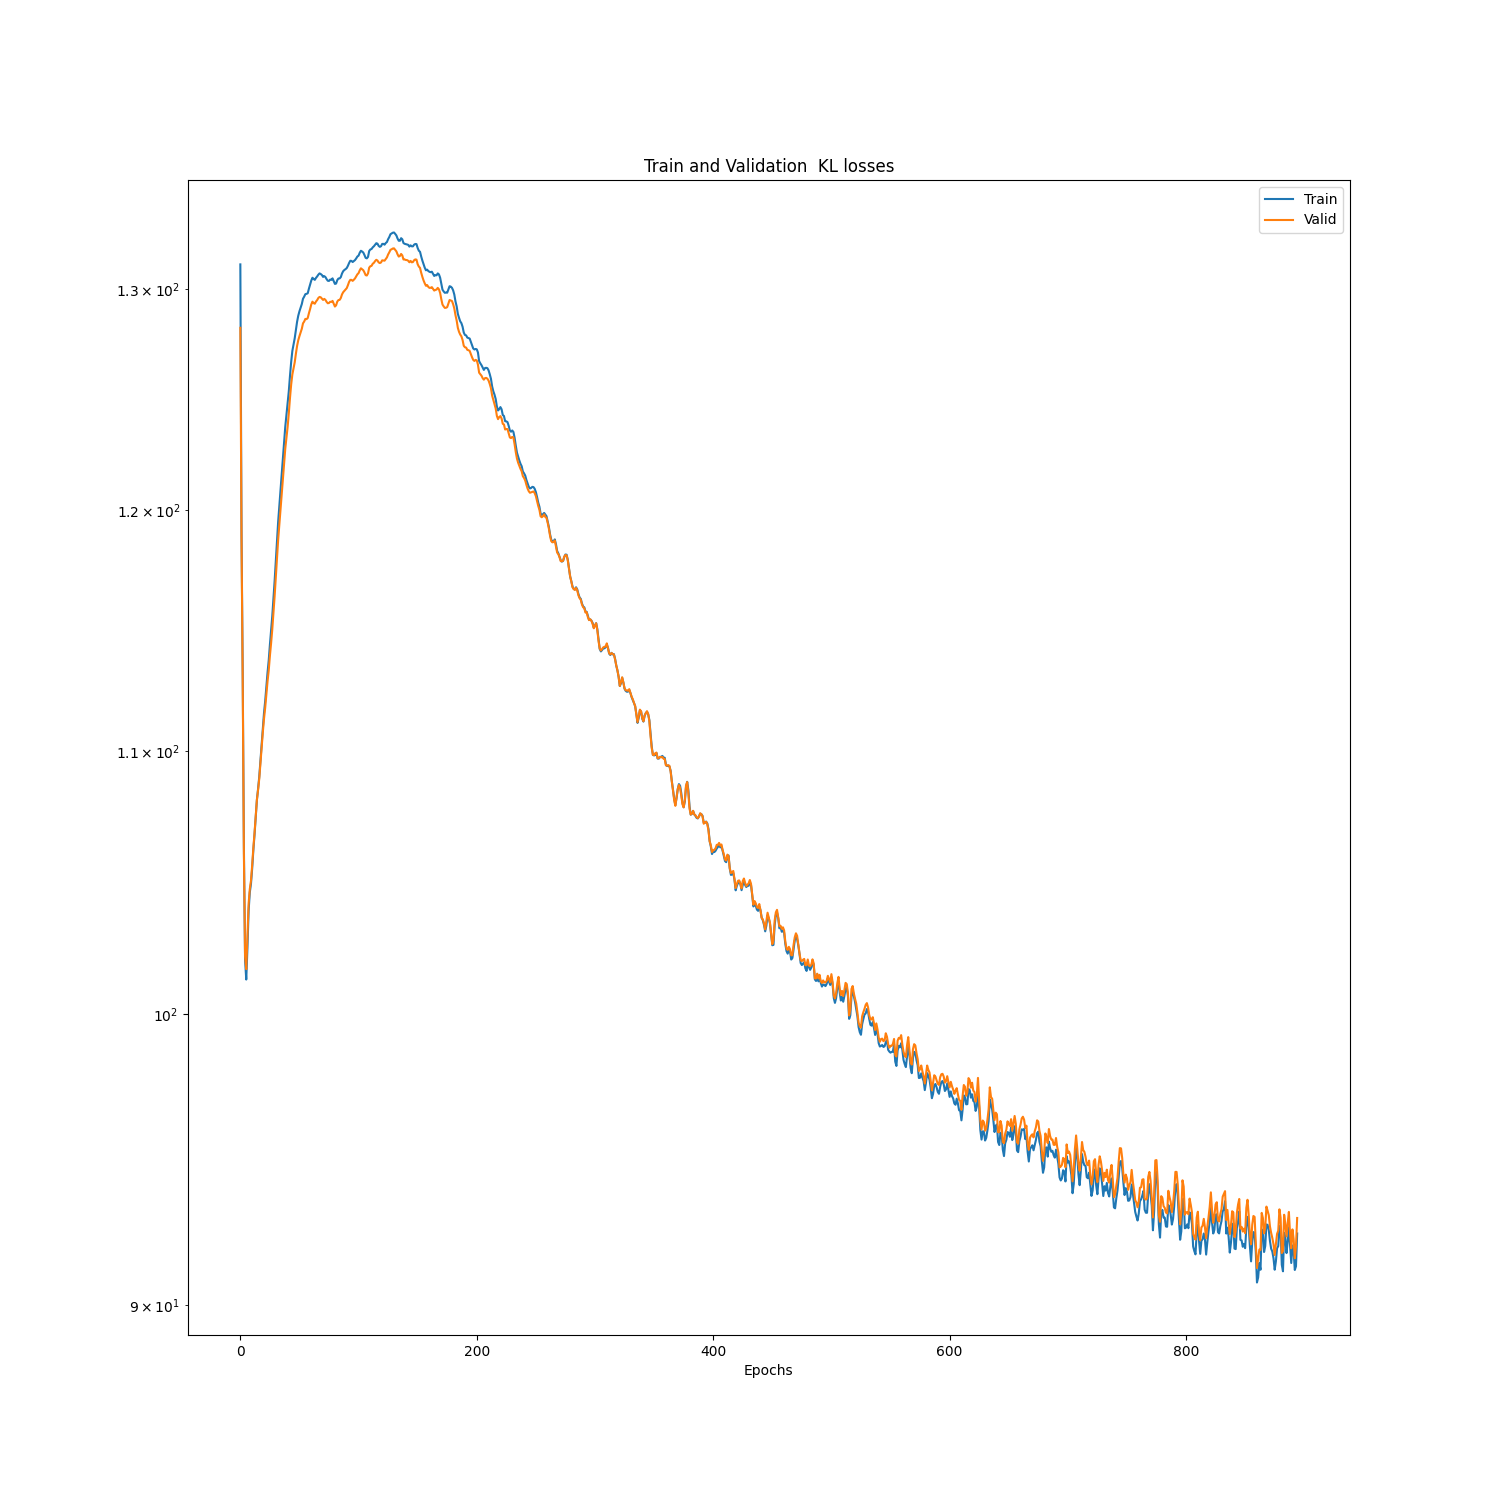 Train and Validation  KL losses
Train
Valid
1.3 × 10²
1.2 × 10²
1.1 × 10²
10²
9 × 10¹
0 200 400 600 800
Epochs